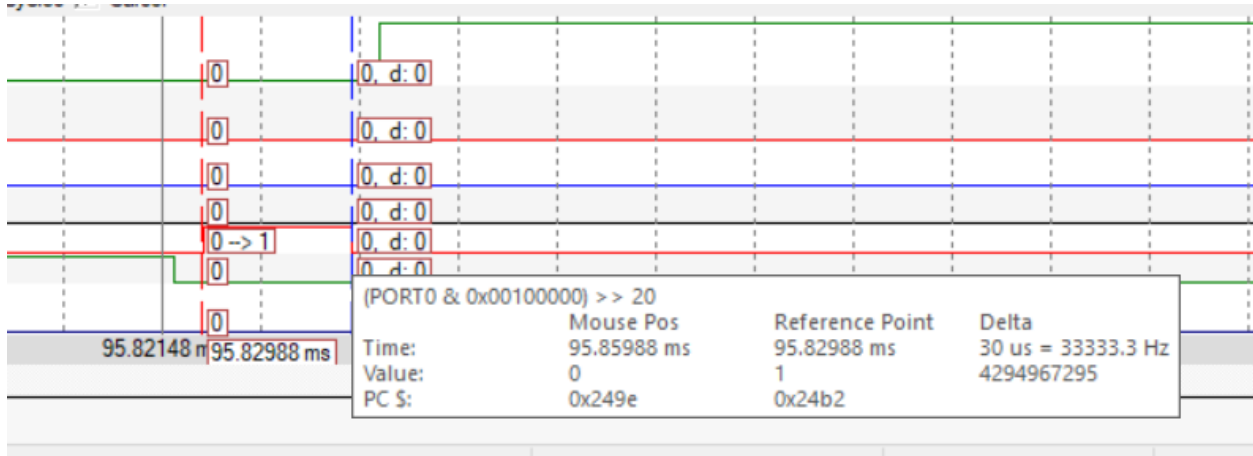 0
0, d: 0
0
0, d: 0
0
0, d: 0
0
0, d: 0
0 --> 1
0, d: 0
0
0, d: 0
0
95.82148 m
95.82988 ms
(PORT0 & 0x00100000) >> 20
Mouse Pos Reference Point Delta
Time: 95.85988 ms 95.82988 ms 30 us = 33333.3 Hz
Value: 0 1 4294967295
PC $: 0x249e 0x24b2